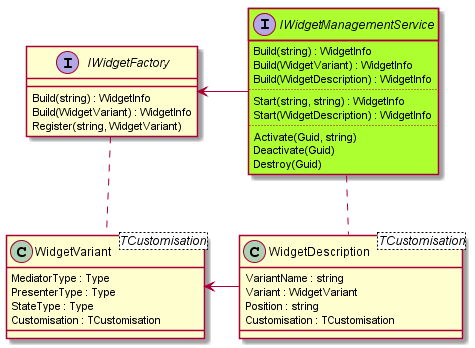 I IWidgetManagementService
Build(string) : WidgetInfo
Build(WidgetVariant) : WidgetInfo
Build(WidgetDescription) : WidgetInfo
Start(string, string) : WidgetInfo
Start(WidgetDescription) : WidgetInfo
Activate(Guid, string)
Deactivate(Guid)
Destroy(Guid)
I IWidgetFactory
Build(string) : WidgetInfo
Build(WidgetVariant) : WidgetInfo
Register(string, WidgetVariant)
TCustomisation
C WidgetVariant
MediatorType : Type
PresenterType : Type
StateType : Type
Customisation : TCustomisation
TCustomisation
C WidgetDescription
VariantName : string
Variant : WidgetVariant
Position : string
Customisation : TCustomisation